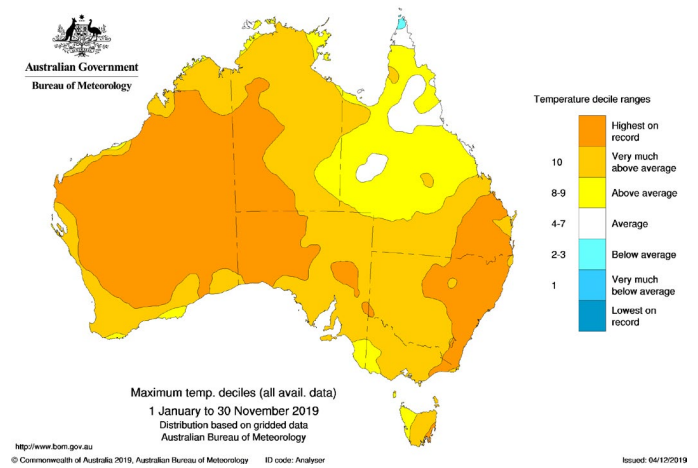 Australian Government
Bureau of Meteorology
Temperature decile ranges
Highest on
record
10
Very much
above average
8-9
Above average
4-7
Average
2-3
Below average
1
Very much
below average
Lowest on
record
Maximum temp. deciles (all avail. data)
1 January to 30 November 2019
Distribution based on gridded data
Australian Bureau of Meteorology
http://www.bom.gov.au
© Commonwealth of Australia 2019, Australian Bureau of Meteorology ID code: Analyser Issued: 04/12/2019